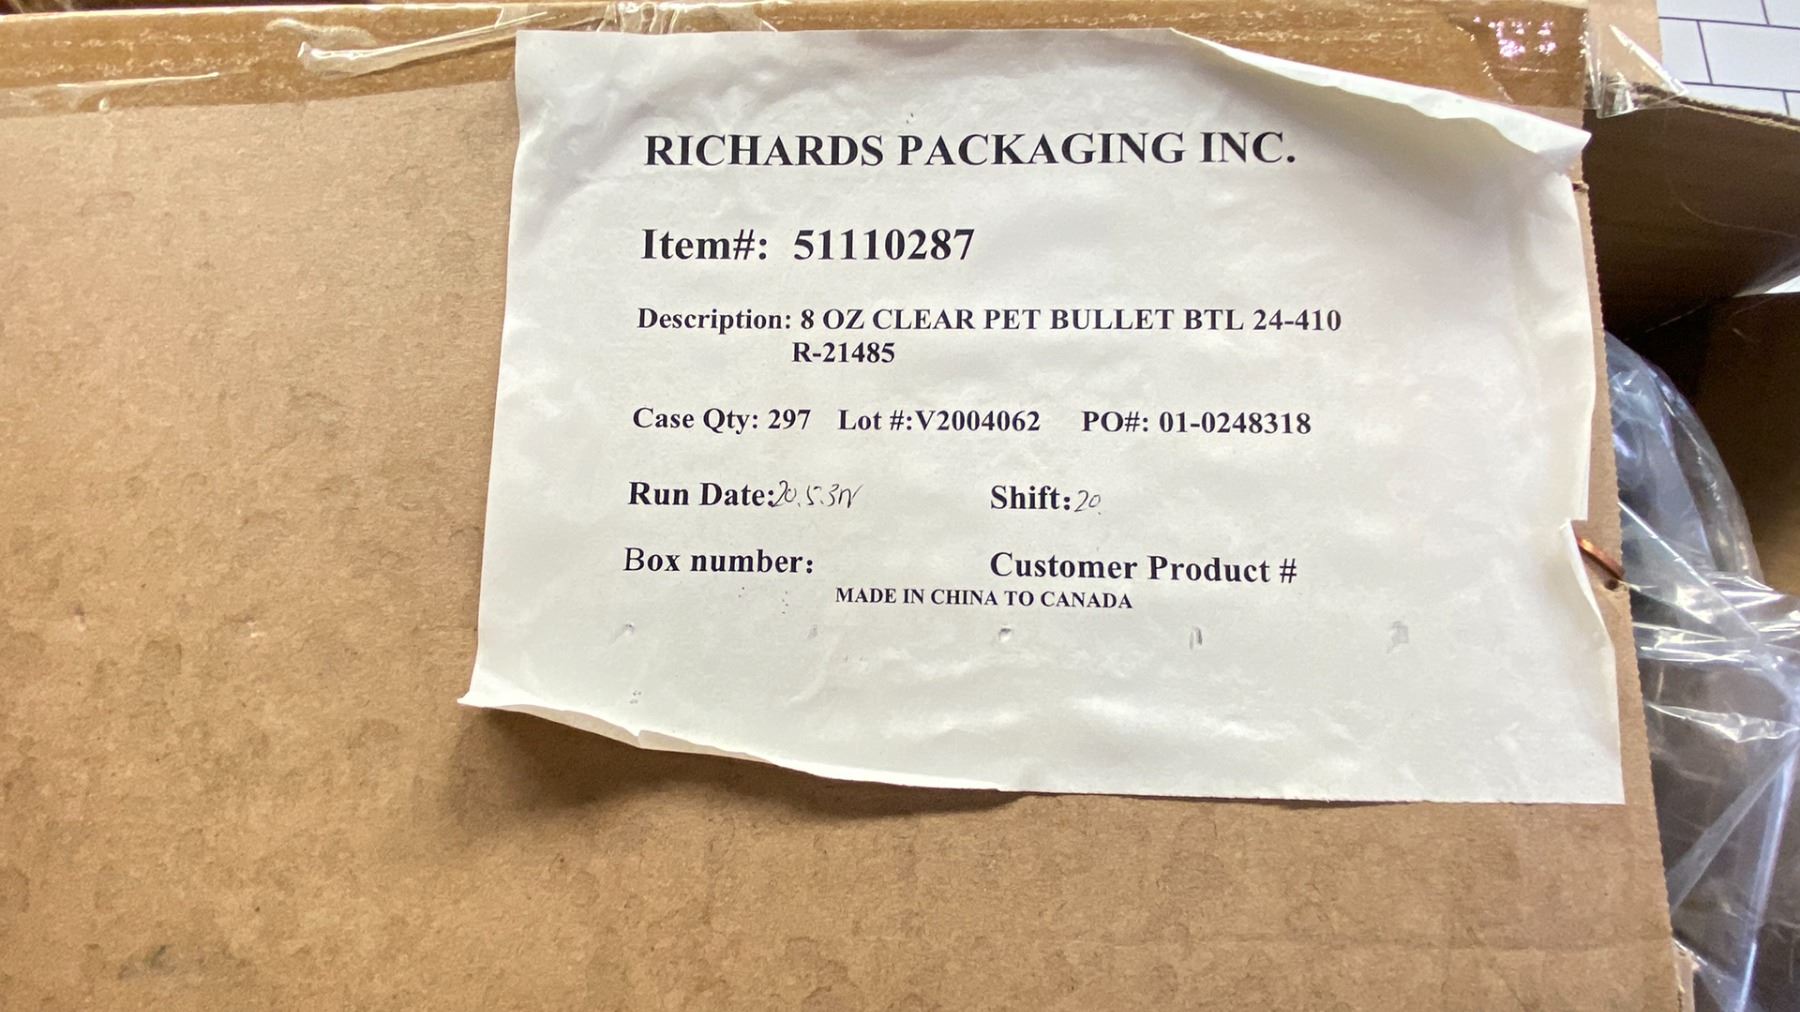 RICHARDS PACKAGING INC.
Item#: 51110287
Description: 8 OZ CLEAR PET BULLET BTL 24-410
R-21485
Case Qty: 297 Lot #:V2004062 PO#: 01-0248318
Run Date: Shift: 20
Box number: Customer Product #
MADE IN CHINA TO CANADA